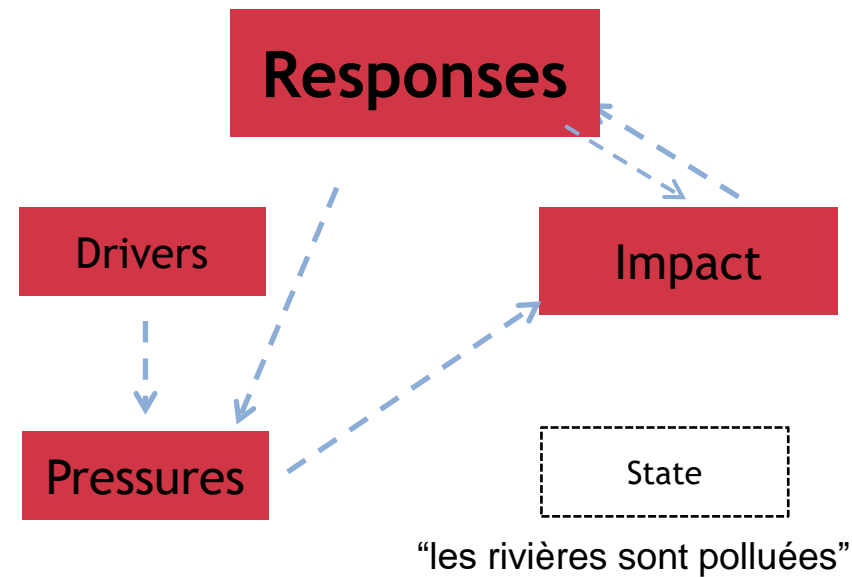 Responses
Drivers
Impact
Pressures
State
“les rivières sont polluées”